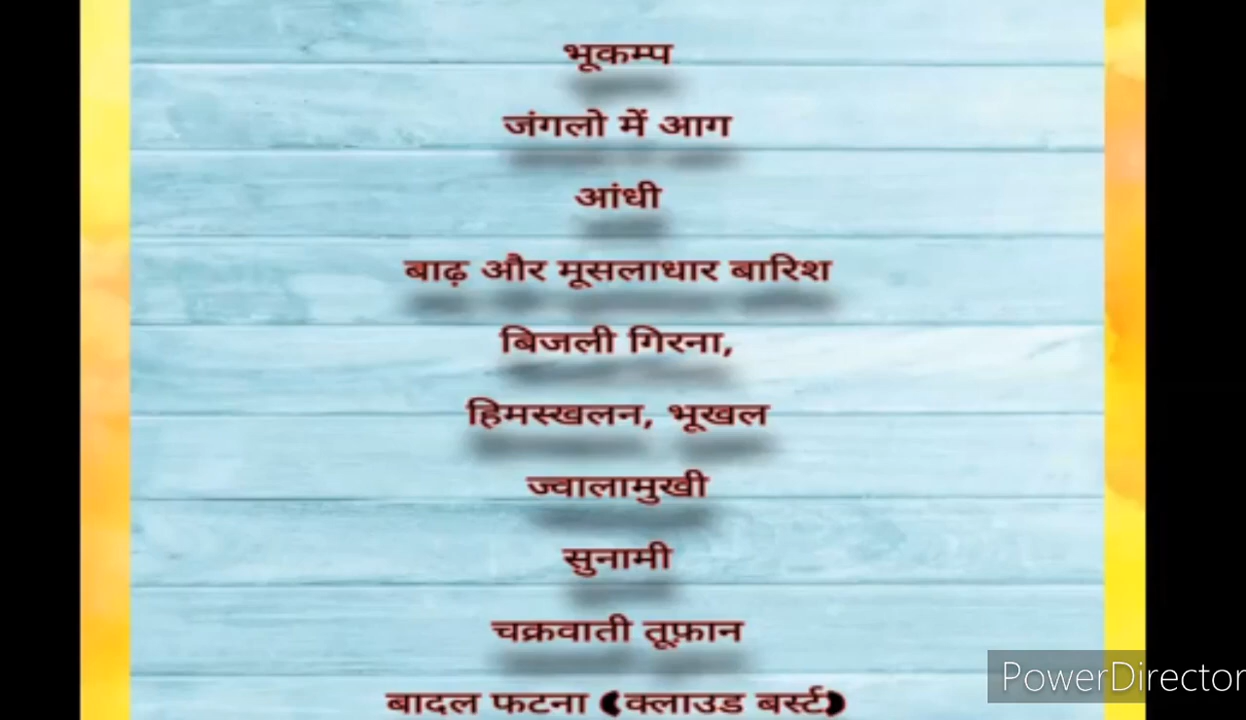 भूकम्प
जंगलो में आग
आंधी
बाढ़ और मूसलाधार बारिश
बिजली गिरना,
हिमस्खलन, भूखल
ज्वालामुखी
सुनामी
चक्रवाती तूफ़ान
बादल फटना (क्लाउड बर्स्ट)
PowerDirector